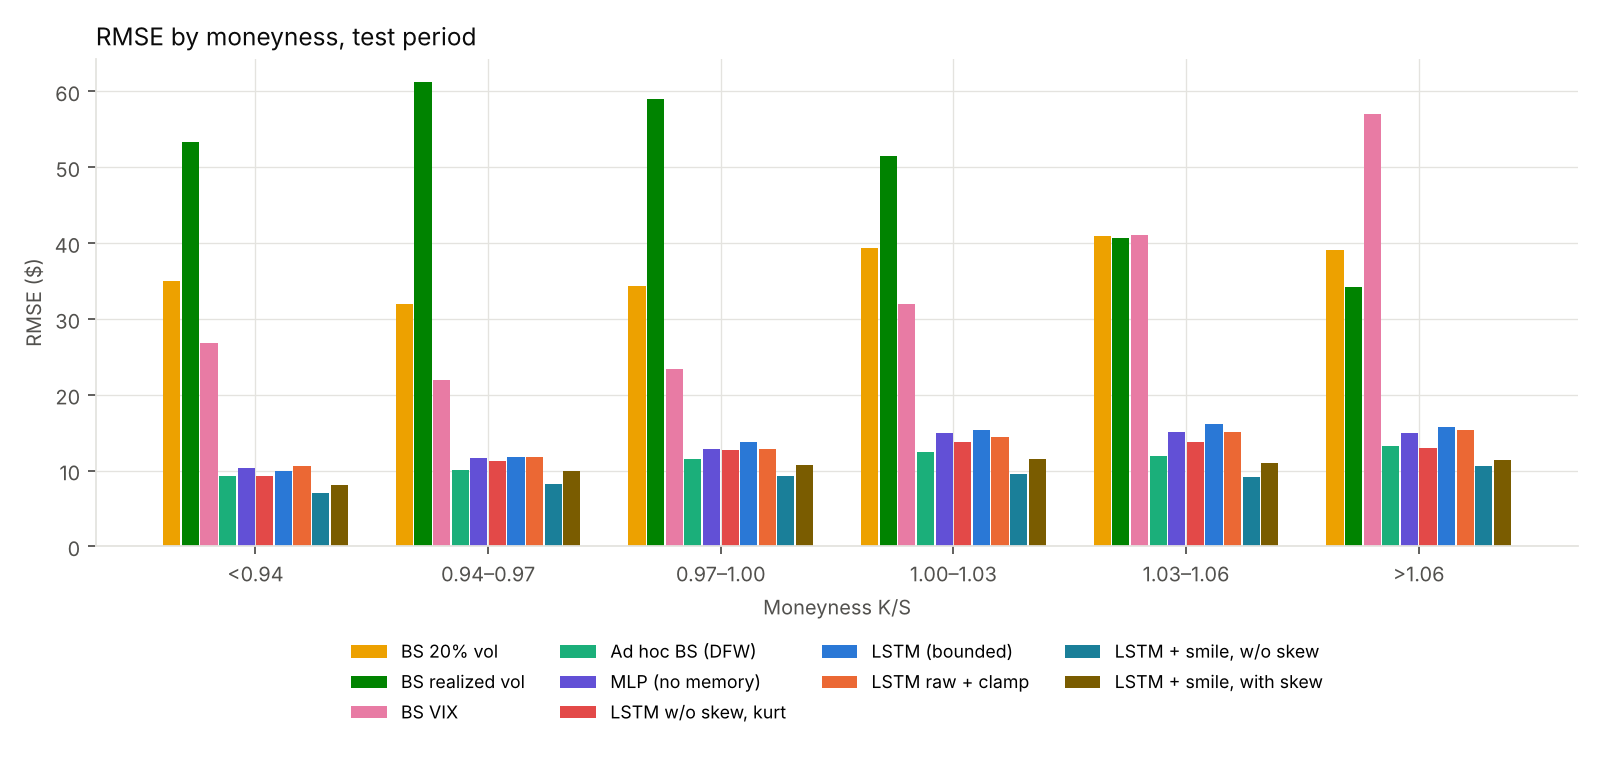 RMSE by moneyness, test period
60
50
40
30
20
10
0
RMSE ($)
<0.94 0.94–0.97 0.97–1.00 1.00–1.03 1.03–1.06 >1.06
Moneyness K/S
BS 20% vol Ad hoc BS (DFW) LSTM (bounded) LSTM + smile, w/o skew
BS realized vol MLP (no memory) LSTM raw + clamp LSTM + smile, with skew
BS VIX LSTM w/o skew, kurt